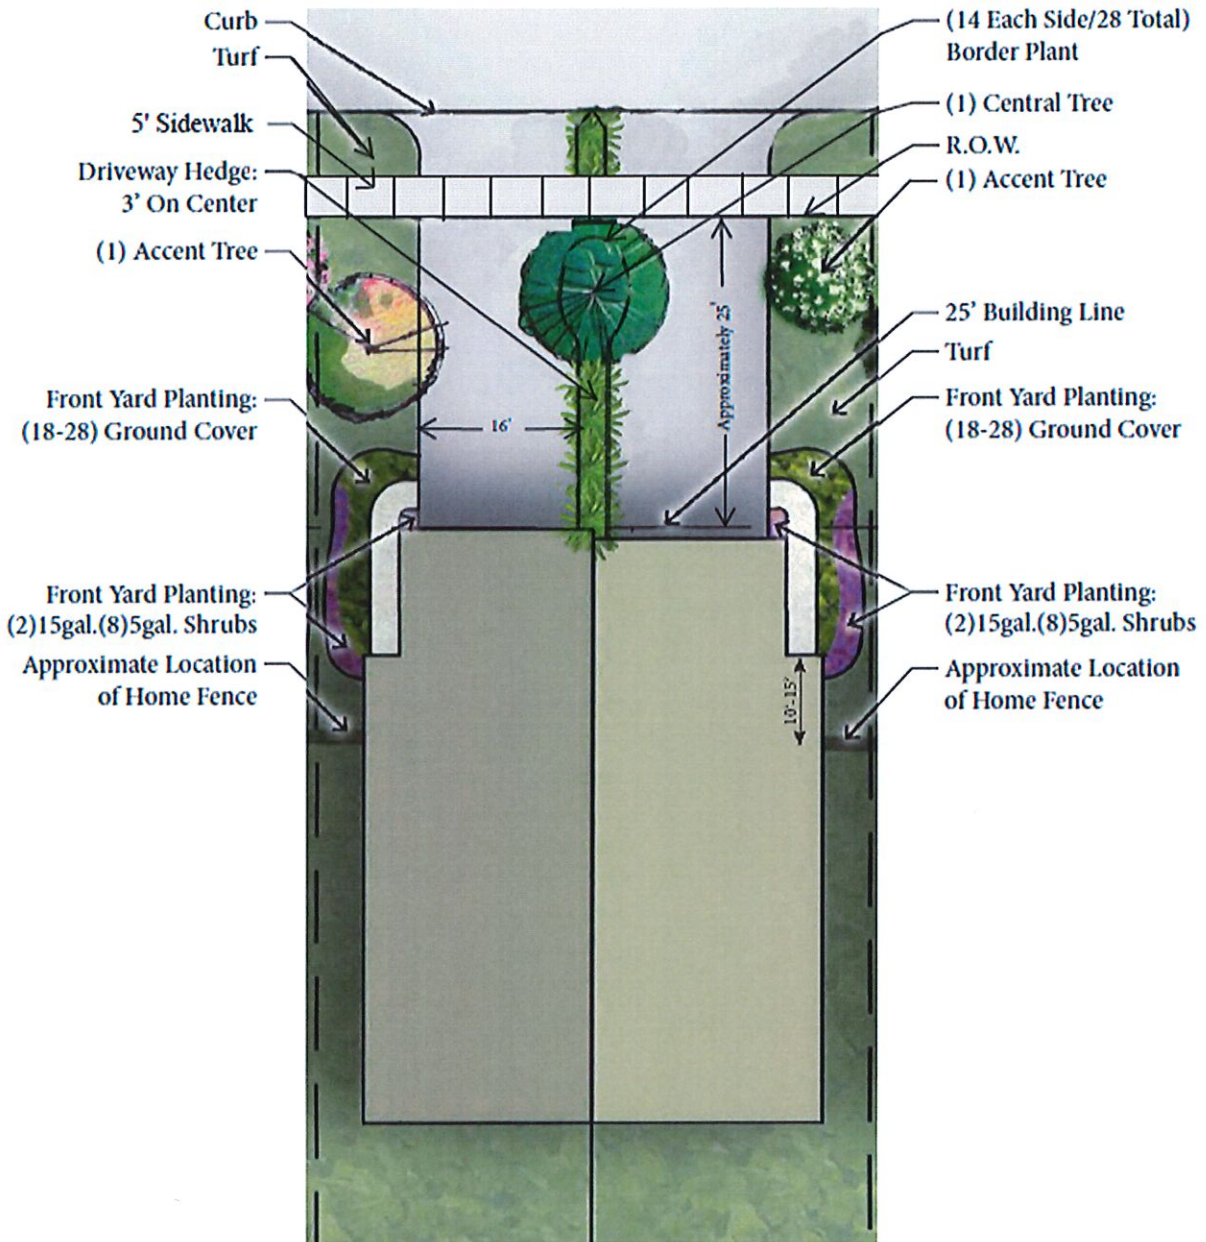 Curb
Turf
5' Sidewalk
Driveway Hedge:
3' On Center
(1) Accent Tree
Front Yard Planting:
(18-28) Ground Cover
Front Yard Planting:
(2)15gal.(8)5gal. Shrubs
Approximate Location
of Home Fence
16'
Approximately 25'
10'-15'
(14 Each Side/28 Total)
Border Plant
(1) Central Tree
R.O.W.
(1) Accent Tree
25' Building Line
Turf
Front Yard Planting:
(18-28) Ground Cover
Front Yard Planting:
(2)15gal.(8)5gal. Shrubs
Approximate Location
of Home Fence